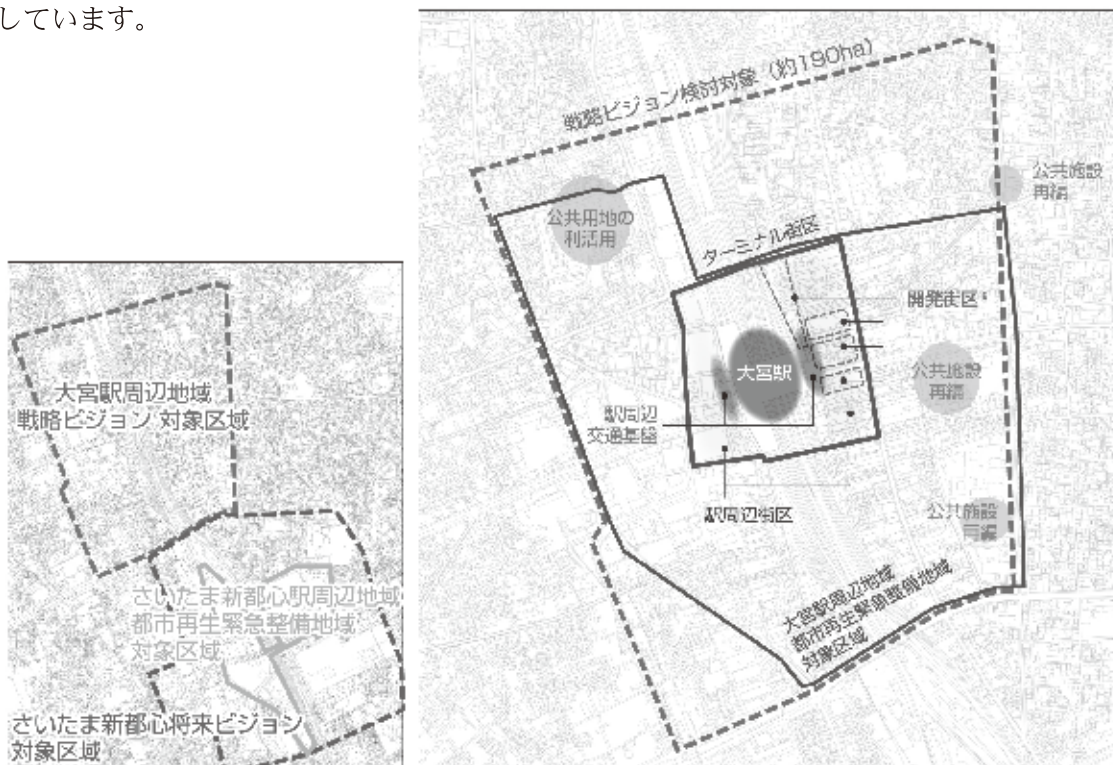 しています。
戦略ビジョン検討対象（約190ha）
公共施設
再編
公共用地の
利活用
ターミナル街区
開発街区
大宮駅
公共施設
再編
駅周辺
交通基盤
駅周辺街区
公共施設
再編
大宮駅周辺地域
都市再生緊急整備地域
対象区域
大宮駅周辺地域
戦略ビジョン 対象区域
さいたま新都心駅周辺地域
都市再生緊急整備地域
対象区域
さいたま新都心将来ビジョン
対象区域